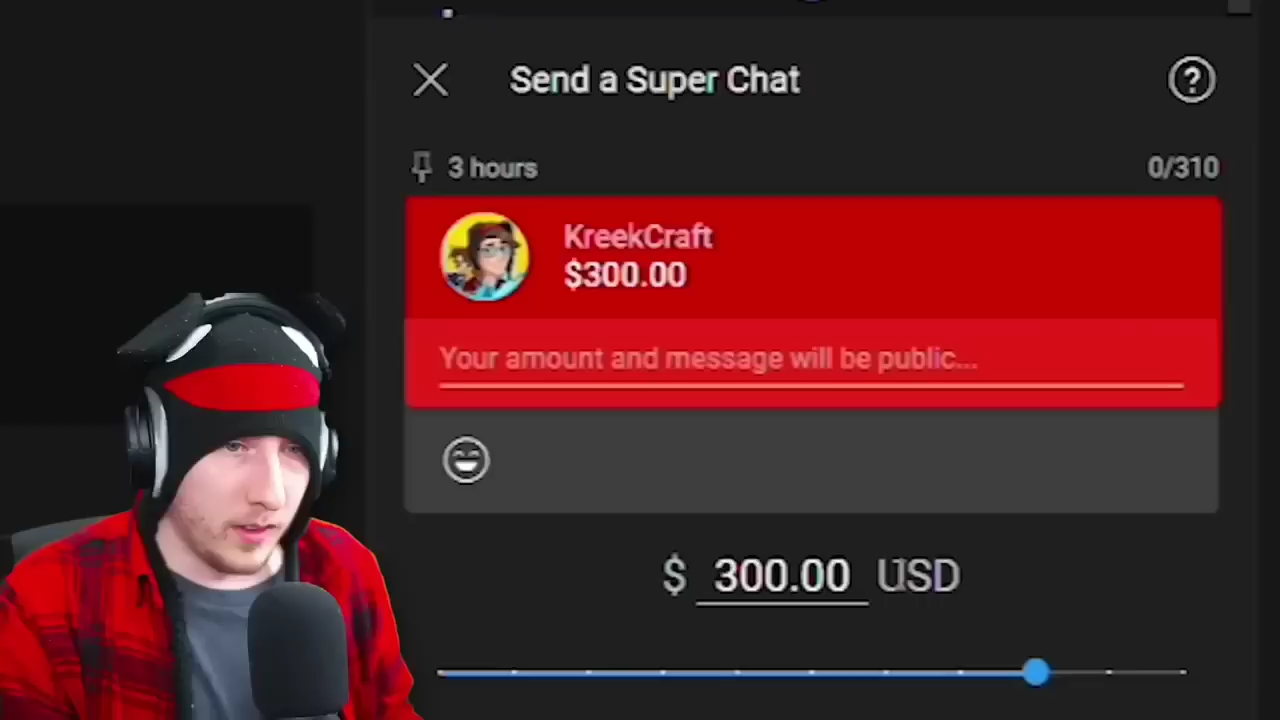 Send a Super Chat
3 hours
0/310
KreekCraft
$300.00
Your amount and message will be public...
$ 300.00 USD